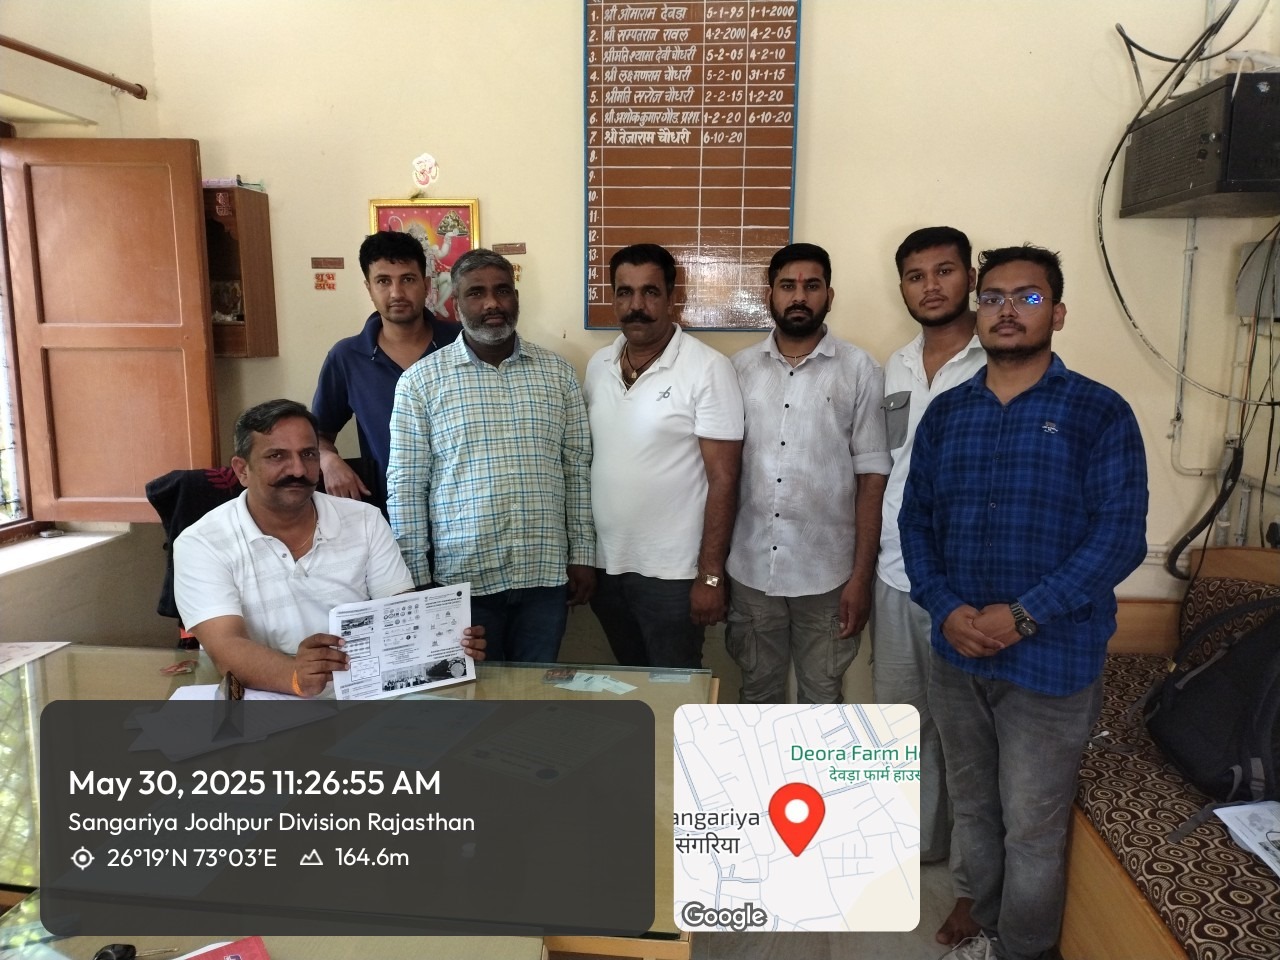 1. श्री ओमाराम देवड़ा 5-1-95 1-1-2000
2. श्री सम्पतराज रावल 4-2-2000 4-2-05
3. श्रीमति श्यामा देवी चौधरी 5-2-05 4-2-10
4. श्री लक्ष्मणराम चौधरी 5-2-10 31-1-15
5. श्रीमति सरोज चौधरी 2-2-15 1-2-20
6. श्री अशोक कुमार गौड प्रशा. 1-2-20 6-10-20
7. श्री तेजाराम चौधरी 6-10-20
8.
9.
10.
11.
12.
13.
14.
15.
शुभ
लाभ
May 30, 2025 11:26:55 AM
Sangariya Jodhpur Division Rajasthan
26°19'N 73°03'E 164.6m
Deora Farm Ho
देवड़ा फार्म हाउस
angariya
संगरिया
Google